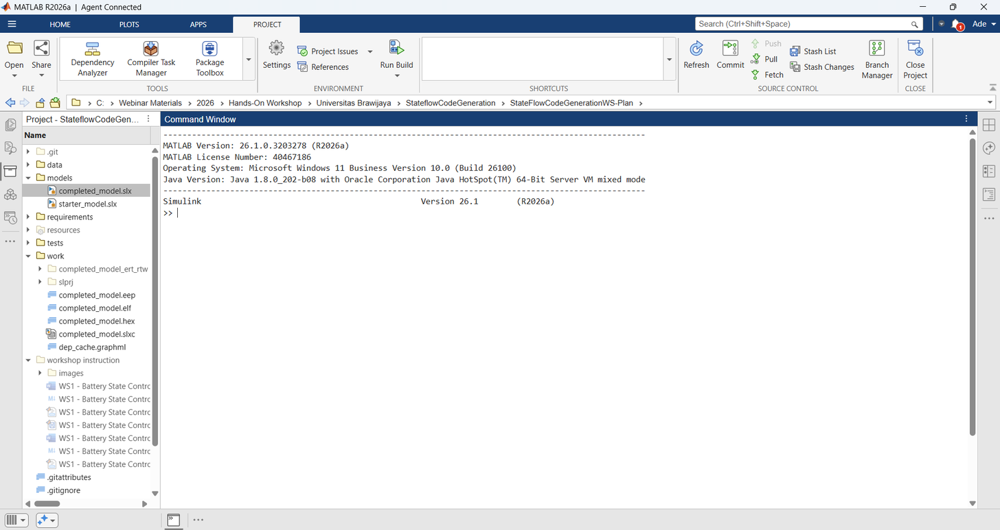 MATLAB R2026a | Agent Connected
HOME PLOTS APPS PROJECT Search (Ctrl+Shift+Space) 1 Ade
Open Share Dependency Analyzer Compiler Task Manager Package Toolbox Settings Project Issues References Run Build Refresh Commit Push Pull Fetch Stash List Stash Changes Branch Manager Close Project
FILE TOOLS ENVIRONMENT SHORTCUTS SOURCE CONTROL CLOSE
C: > Webinar Materials > 2026 > Hands-On Workshop > Universitas Brawijaya > StateflowCodeGeneration > StateFlowCodeGenerationWS-Plan >
Project - StateflowCodeGen...
Name
.git
data
models
completed_model.slx
starter_model.slx
requirements
resources
tests
work
completed_model_ert_rtw
slprj
completed_model.eep
completed_model.elf
completed_model.hex
completed_model.slxc
dep_cache.graphml
workshop instruction
images
WS1 - Battery State Contrc
M↓ WS1 - Battery State Contrc
WS1 - Battery State Contrc
WS1 - Battery State Contrc
WS1 - Battery State Contrc
M↓ WS1 - Battery State Contrc
WS1 - Battery State Contrc
.gitattributes
.gitignore
Command Window
-----------------------------------------------------------------------------------------------------
MATLAB Version: 26.1.0.3203278 (R2026a)
MATLAB License Number: 40467186
Operating System: Microsoft Windows 11 Business Version 10.0 (Build 26100)
Java Version: Java 1.8.0_202-b08 with Oracle Corporation Java HotSpot(TM) 64-Bit Server VM mixed mode
-----------------------------------------------------------------------------------------------------
Simulink Version 26.1 (R2026a)
>>